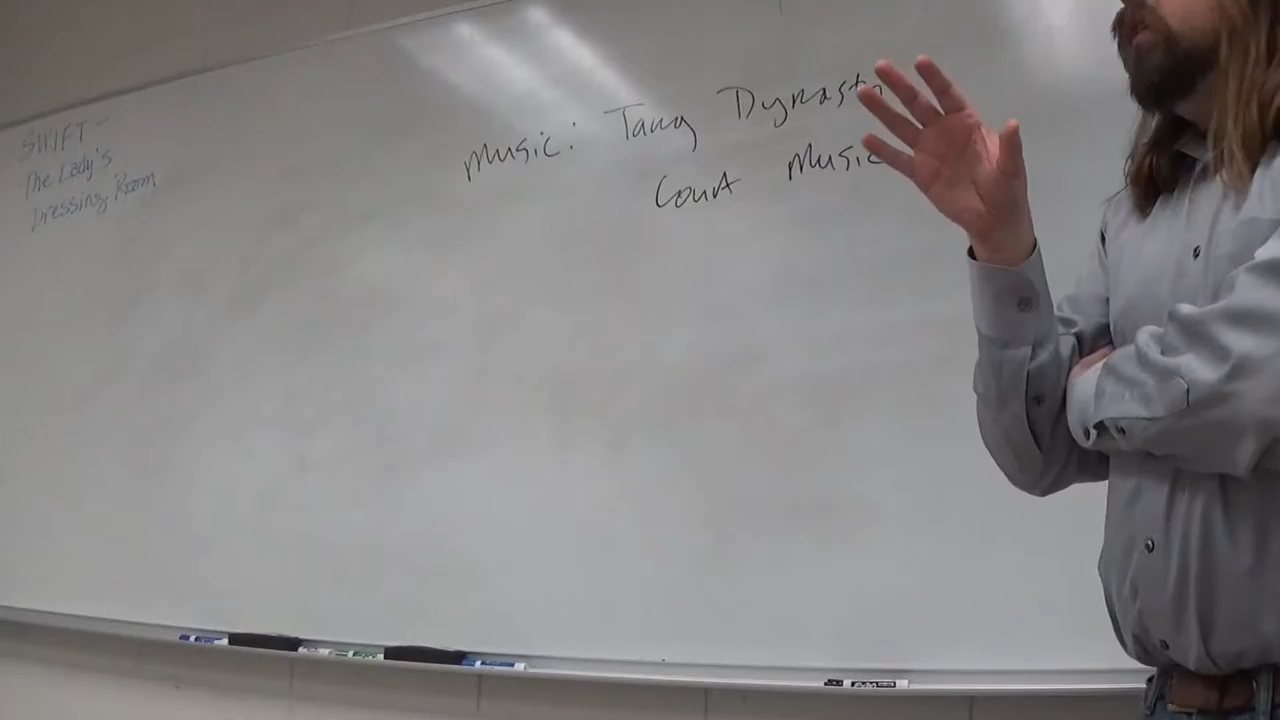 SWIFT -
The Lady's
Dressing Room
Music: Tang Dynasty
Court Music